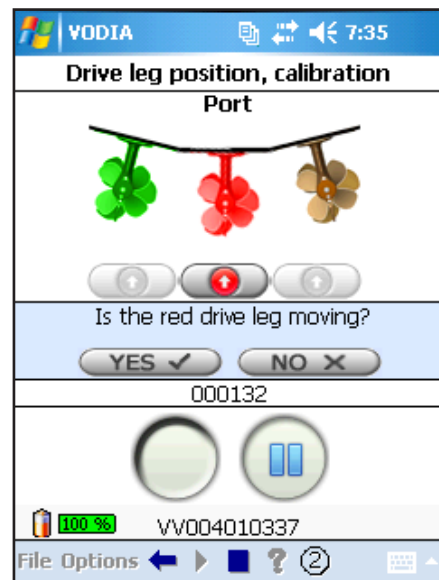 VODIA 7:35
Drive leg position, calibration
Port
Is the red drive leg moving?
YES NO
000132
100 %
VV004010337
File Options ? 2